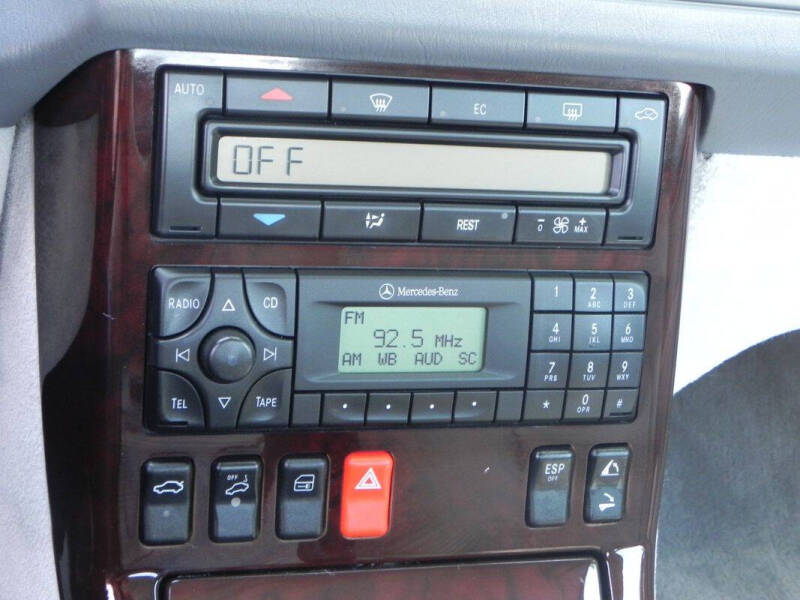 AUTO
EC
OFF
REST
- 0 + MAX
RADIO CD
Mercedes-Benz
FM
92.5 MHz
AM WB AUD SC
TEL TAPE
1 2 ABC 3 DEF
4 GHI 5 JKL 6 MNO
7 PRS 8 TUV 9 WXY
* 0 OPR #
OFF
ESP
OFF